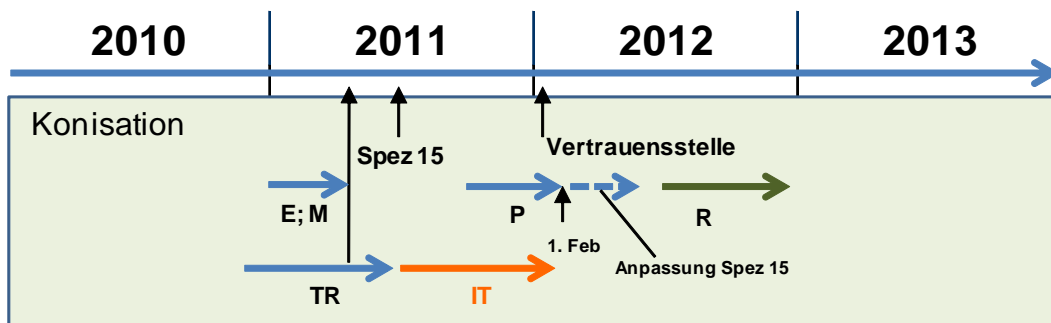 2010 2011 2012 2013
Konisation
Spez 15 Vertrauensstelle
E; M P R
1. Feb
Anpassung Spez 15
TR IT